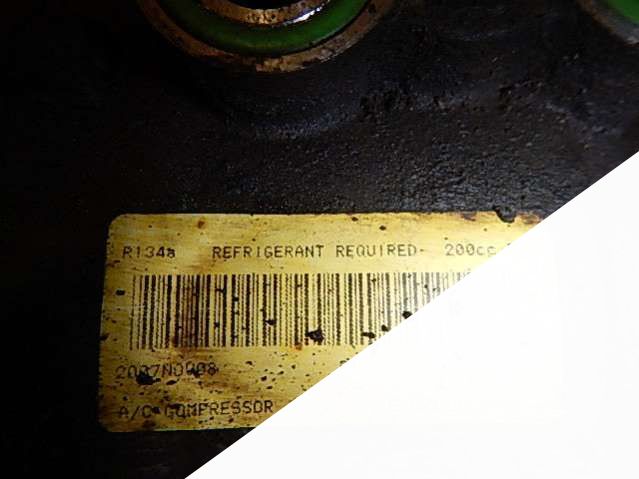 R134a REFRIGERANT REQUIRED- 200cc
A/C COMPRESSOR